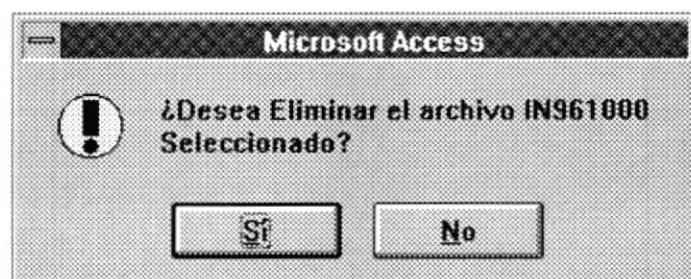 Microsoft Access
¿Desea Eliminar el archivo IN961000
Seleccionado?
Sí
No